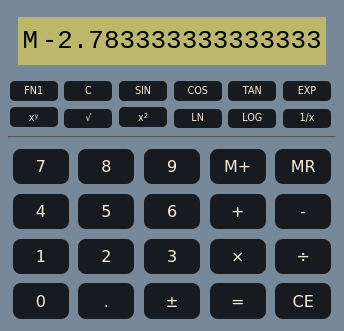 M-2.783333333333333
FN1 C SIN COS TAN EXP
xʸ √ x² LN LOG 1/x
7 8 9 M+ MR
4 5 6 + -
1 2 3 × ÷
0 . ± = CE